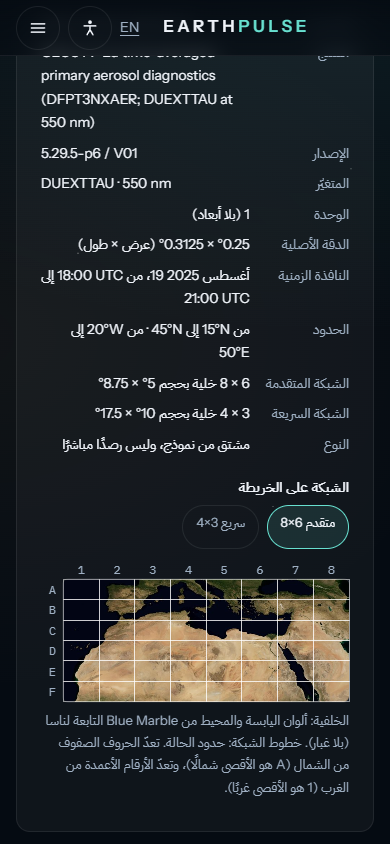 EN EARTHPULSE
primary aerosol diagnostics
(DFPT3NXAER; DUEXTTAU at
550 nm)
الإصدار 5.29.5-p6 / V01
المتغيّر DUEXTTAU · 550 nm
الوحدة 1 (بلا أبعاد)
الدقة الأصلية 0.25° × 0.3125° (عرض × طول)
النافذة الزمنية 19 أغسطس 2025، من 18:00 UTC إلى
21:00 UTC
الحدود من 15°N إلى 45°N · من 20°W إلى
50°E
الشبكة المتقدمة 6 × 8 خلية بحجم 5° × 8.75°
الشبكة السريعة 3 × 4 خلية بحجم 10° × 17.5°
النوع مشتق من نموذج، وليس رصدًا مباشرًا
الشبكة على الخريطة
متقدم 6×8 سريع 3×4
1 2 3 4 5 6 7 8
A
B
C
D
E
F
الخلفية: ألوان اليابسة والمحيط من Blue Marble التابعة لناسا
(بلا غبار). خطوط الشبكة: حدود الحالة. تعدّ الحروف الصفوف
من الشمال (A هو الأقصى شمالًا)، وتعدّ الأرقام الأعمدة من
الغرب (1 هو الأقصى غربًا).